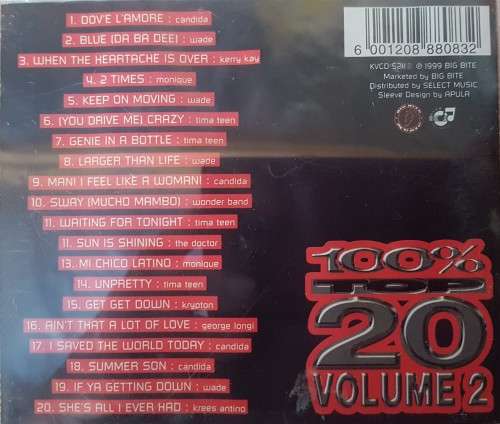 1. DOV'E L'AMORE : candida
2. BLUE (DA BA DEE) : wade
3. WHEN THE HEARTACHE IS OVER : kerry kay
4. 2 TIMES : monique
5. KEEP ON MOVING : wade
6. (YOU DAIVE ME) CRAZY : tima teen
7. GENIE IN A BOTTLE : tima teen
8. LARGER THAN LIFE : wade
9. MAN! I FEEL LIKE A WOMAN! : candida
10. SWAY (MUCHO MAMBO) : wonder band
11. WAITING FOR TONIGHT : tima teen
11. SUN IS SHINING : the doctor
13. MI CHICO LATINO : monique
14. UNPRETTY : tima teen
15. GET GET DOWN : krypton
16. AIN'T THAT A LOT OF LOVE : george longi
17. I SAVED THE WORLD TODAY : candida
18. SUMMER SON : candida
19. IF YA GETTING DOWN : wade
20. SHE'S ALL I EVER HAD : krees antino
6 001208 880832
℗ 1999 BIG BITE
Marketed by BIG BITE
Distributed by SELECT MUSIC
Sleeve Design by APULA
100%
TOP
20
VOLUME 2